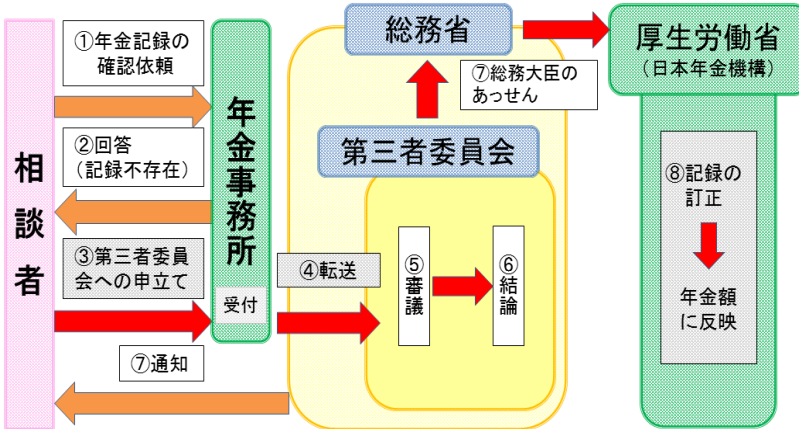 ①年金記録の
確認依頼
②回答
（記録不存在）
③第三者委員
会への申立て
⑦通知
相談者
年金事務所
受付
④転送
総務省
⑦総務大臣の
あっせん
第三者委員会
⑤審議
⑥結論
厚生労働省
（日本年金機構）
⑧記録の
訂正
年金額
に反映